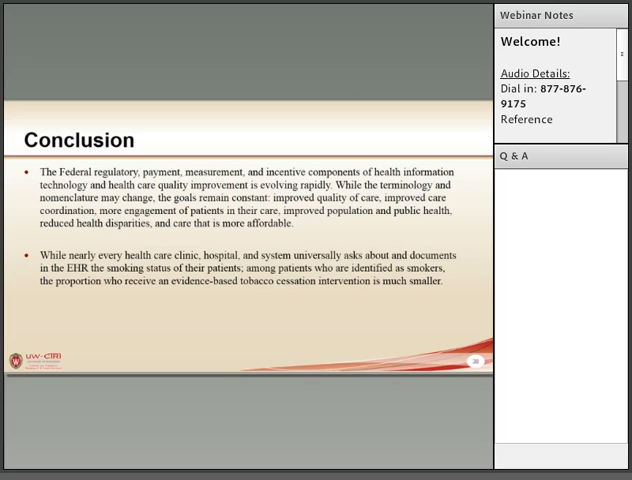 Webinar Notes
Welcome!
Audio Details:
Dial in: 877-876-
9175
Reference
Q & A
Conclusion
• The Federal regulatory, payment, measurement, and incentive components of health information
technology and health care quality improvement is evolving rapidly. While the terminology and
nomenclature may change, the goals remain constant: improved quality of care, improved care
coordination, more engagement of patients in their care, improved population and public health,
reduced health disparities, and care that is more affordable.
• While nearly every health care clinic, hospital, and system universally asks about and documents
in the EHR the smoking status of their patients; among patients who are identified as smokers,
the proportion who receive an evidence-based tobacco cessation intervention is much smaller.
UW-CTRI
38